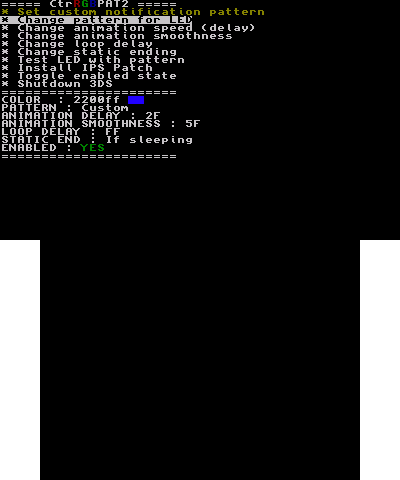 ===== CtrRGBPAT2 =====
* Set custom notification pattern
* Change pattern for LED
* Change animation speed (delay)
* Change animation smoothness
* Change loop delay
* Change static ending
* Test LED with pattern
* Install IPS Patch
* Toggle enabled state
* Shutdown 3DS
======================
COLOR  : 2200ff
PATTERN : Custom
ANIMATION DELAY : 2F
ANIMATION SMOOTHNESS : 5F
LOOP DELAY : FF
STATIC END : If sleeping
ENABLED : YES
======================